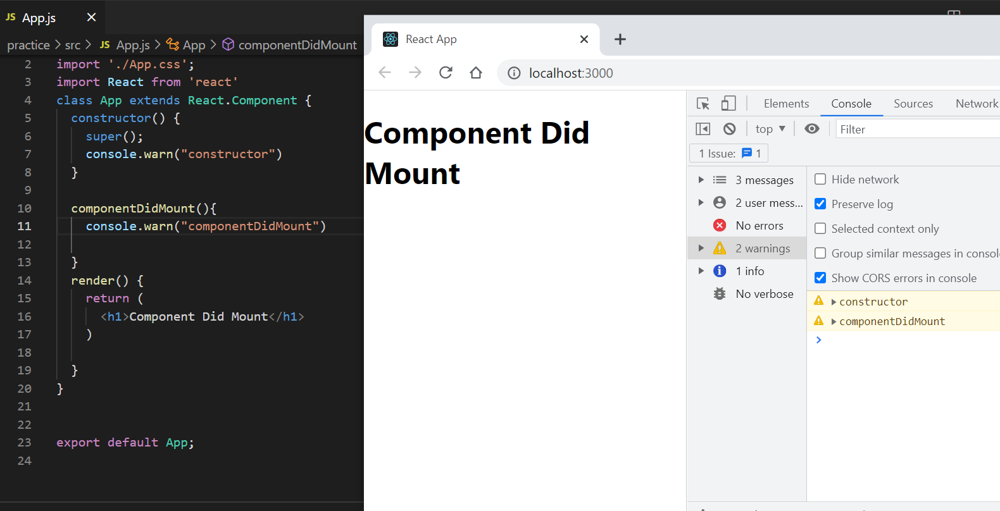 JS App.js
practice > src > JS App.js > App > componentDidMount
2 import './App.css';
3 import React from 'react'
4 class App extends React.Component {
5 constructor() {
6 super();
7 console.warn("constructor")
8 }
9
10 componentDidMount(){
11 console.warn("componentDidMount")
12
13 }
14 render() {
15 return (
16 <h1>Component Did Mount</h1>
17 )
18
19 }
20 }
21
22
23 export default App;
24
React App
localhost:3000
Component Did
Mount
Elements Console Sources Network
top Filter
1 Issue: 1
3 messages
2 user mess...
No errors
2 warnings
1 info
No verbose
Hide network
Preserve log
Selected context only
Group similar messages in consol
Show CORS errors in console
constructor
componentDidMount